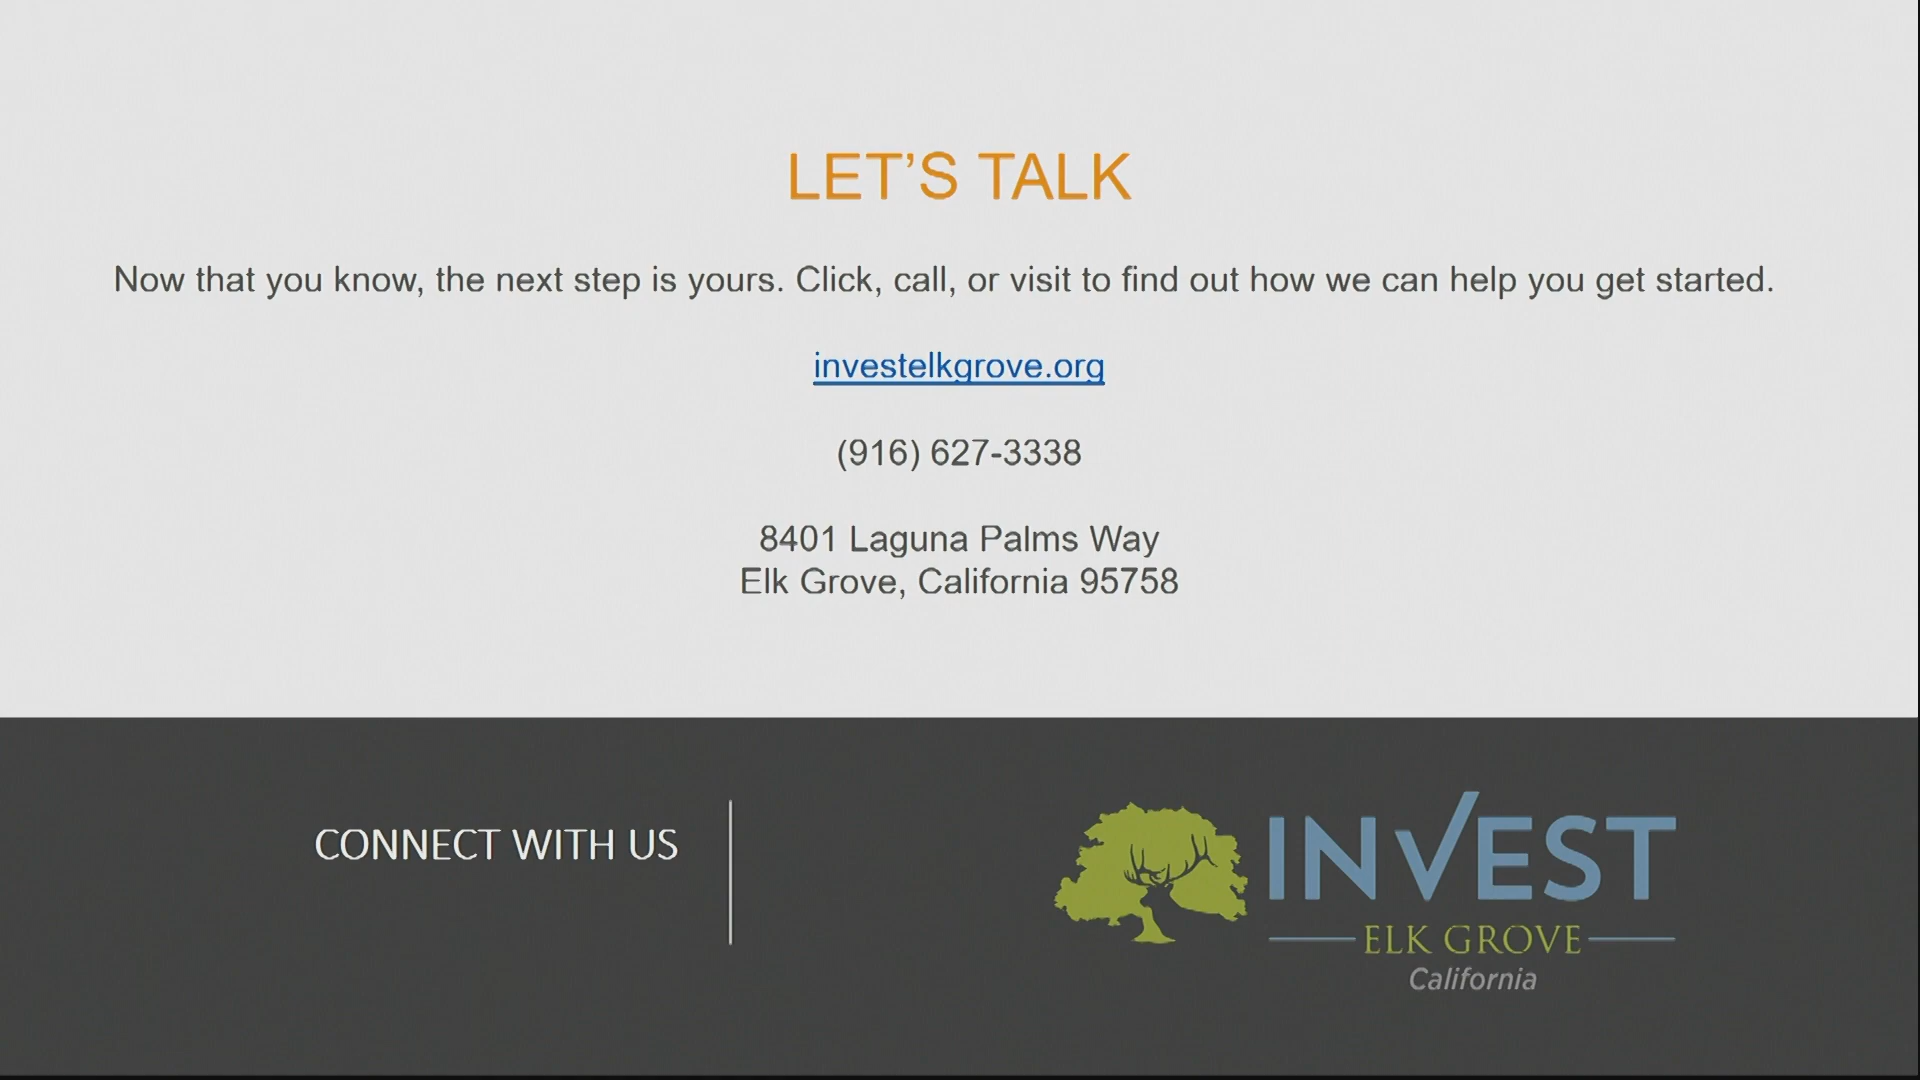 LET’S TALK
Now that you know, the next step is yours. Click, call, or visit to find out how we can help you get started.
investelkgrove.org
(916) 627-3338
8401 Laguna Palms Way
Elk Grove, California 95758
CONNECT WITH US
INVEST
ELK GROVE
California